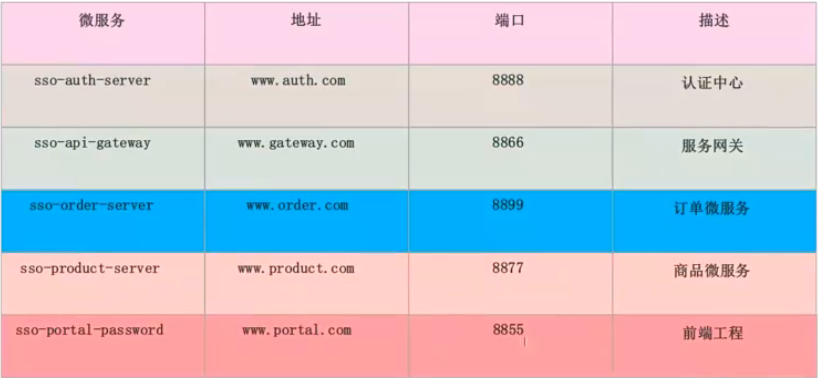 微服务 地址 端口 描述
sso-auth-server www.auth.com 8888 认证中心
sso-api-gateway www.gateway.com 8866 服务网关
sso-order-server www.order.com 8899 订单微服务
sso-product-server www.product.com 8877 商品微服务
sso-portal-password www.portal.com 8855 前端工程